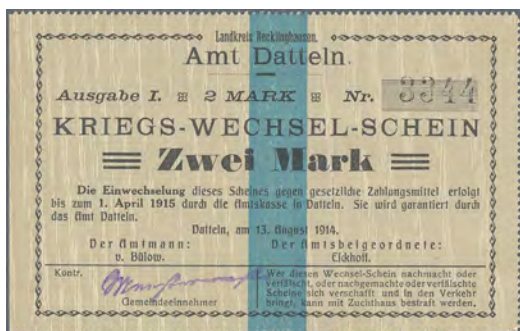 Landkreis Recklinghausen.
Amt Datteln.
Ausgabe I. 2 MARK Nr. 3344
KRIEGS-WECHSEL-SCHEIN
Zwei Mark
Die Einwechselung dieses Scheines gegen gesetzliche Zahlungsmittel erfolgt
bis zum 1. April 1915 durch die Amtskasse in Datteln. Sie wird garantiert durch
das Amt Datteln.
Datteln, am 13. August 1914.
Der Amtmann: Der Amtsbeigeordnete:
v. Bülow. Eickhoff.
Kontr.
Gemeindeeinnehmer
Wer diesen Wechsel-Schein nachmacht oder
verfälscht, oder nachgemachte oder verfälschte
Scheine sich verschafft und in den Verkehr
bringt, kann mit Zuchthaus bestraft werden.